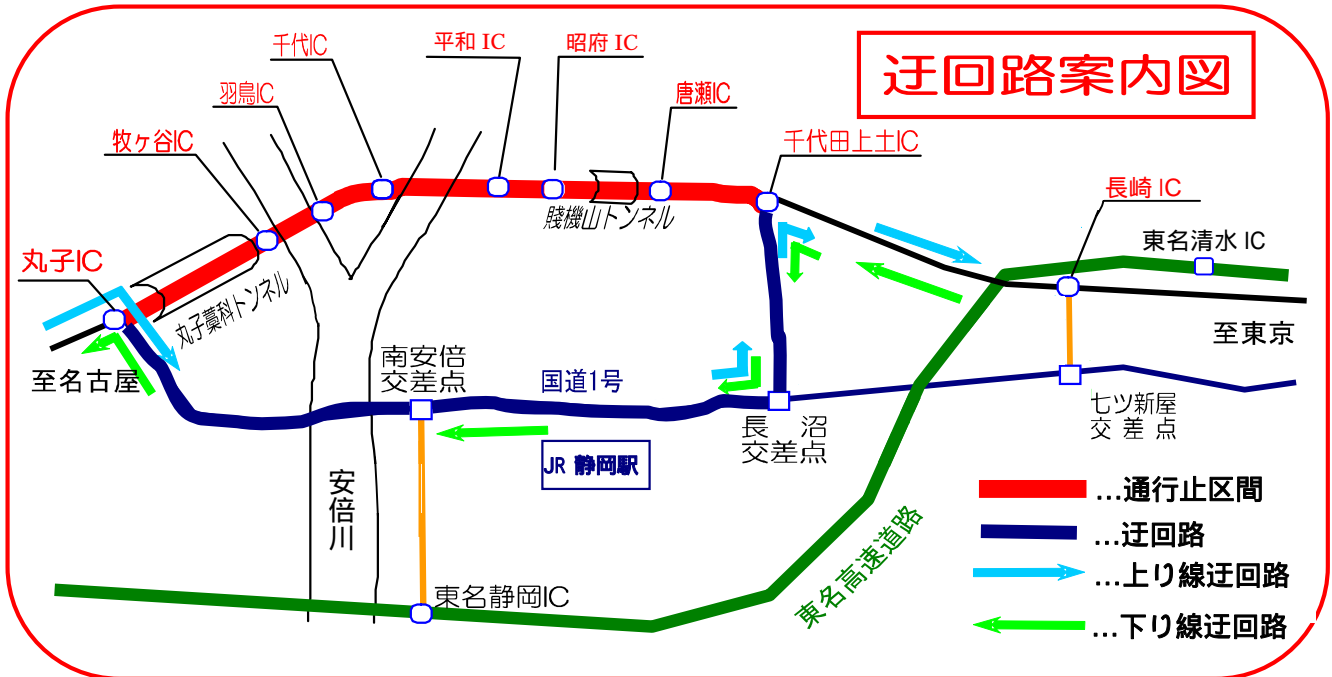 迂回路案内図
千代IC
平和 IC
昭府 IC
羽鳥IC
唐瀬IC
牧ヶ谷IC
千代田上土IC
長崎 IC
賤機山トンネル
東名清水 IC
丸子IC
丸子藁科トンネル
至東京
至名古屋
南安倍
交差点
国道1号
七ツ新屋
交 差 点
長 沼
交差点
JR 静岡駅
安倍川
東名静岡IC
東名高速道路
…通行止区間
…迂回路
…上り線迂回路
…下り線迂回路